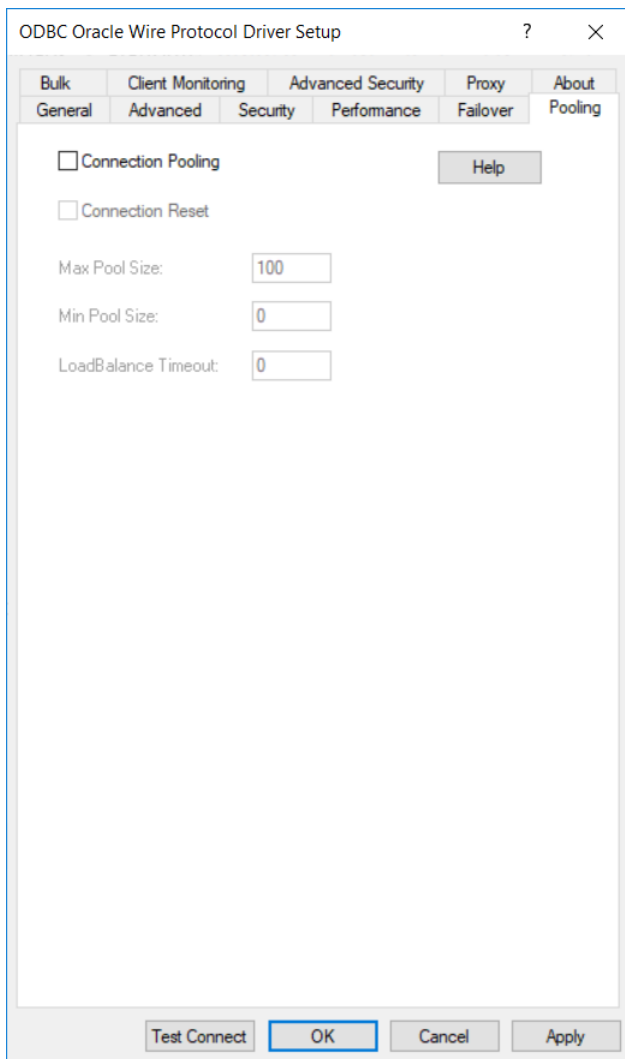 ODBC Oracle Wire Protocol Driver Setup ?
Bulk Client Monitoring Advanced Security Proxy About
General Advanced Security Performance Failover Pooling
Connection Pooling Help
Connection Reset
Max Pool Size: 100
Min Pool Size: 0
LoadBalance Timeout: 0
Test Connect OK Cancel Apply